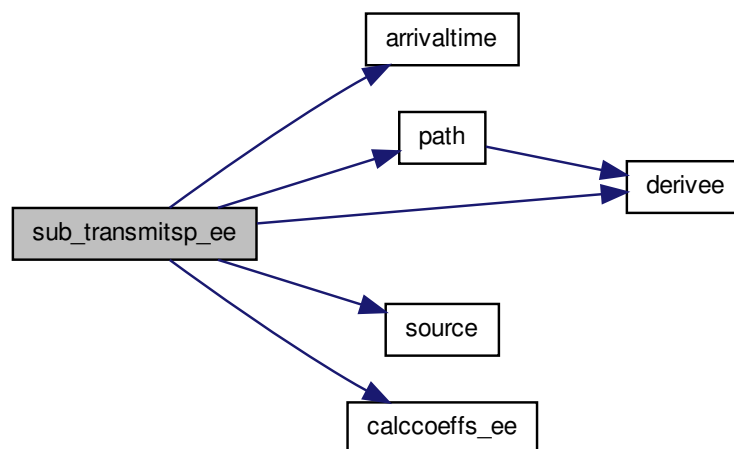 arrivaltime
path
derivee
sub_transmitsp_ee
source
calccoeffs_ee